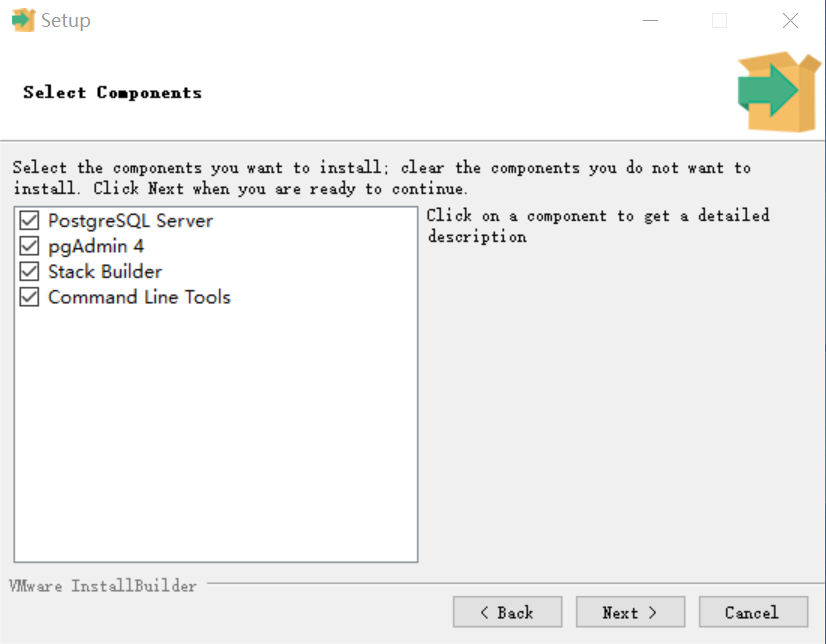 Setup
Select Components
Select the components you want to install; clear the components you do not want to
install. Click Next when you are ready to continue.
PostgreSQL Server
pgAdmin 4
Stack Builder
Command Line Tools
Click on a component to get a detailed
description
VMware InstallBuilder
< Back
Next >
Cancel